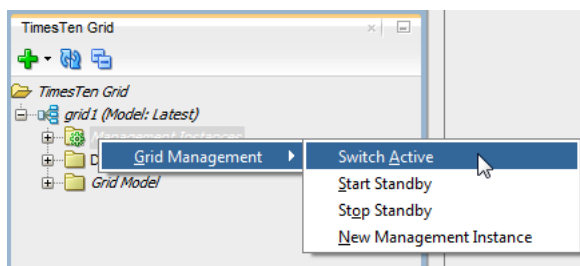 TimesTen Grid
TimesTen Grid
grid1 (Model: Latest)
Management Instances
D
Grid Management
Switch Active
Start Standby
Stop Standby
New Management Instance
Grid Model